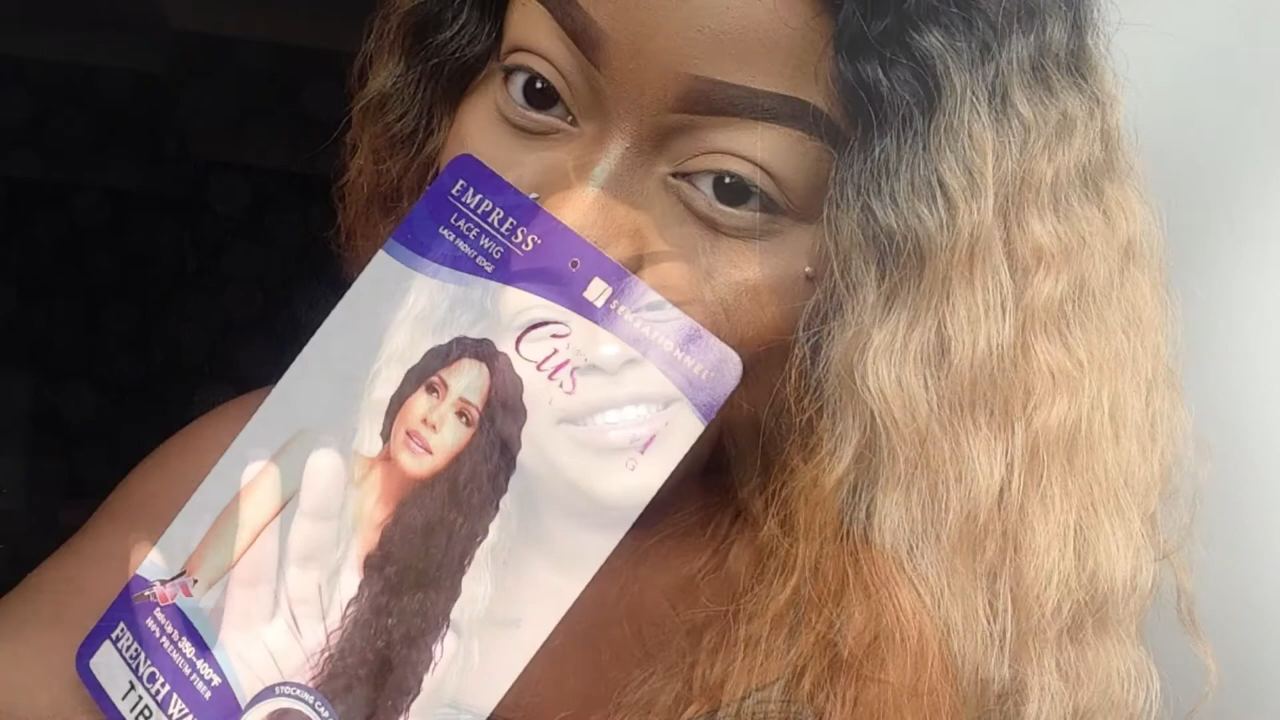 EMPRESS
LACE WIG
LACE FRONT EDGE
SENSATIONNEL
Cus
Safe Up To 350-400°F
100% PREMIUM FIBER
FRENCH WA
STOCKING CAP